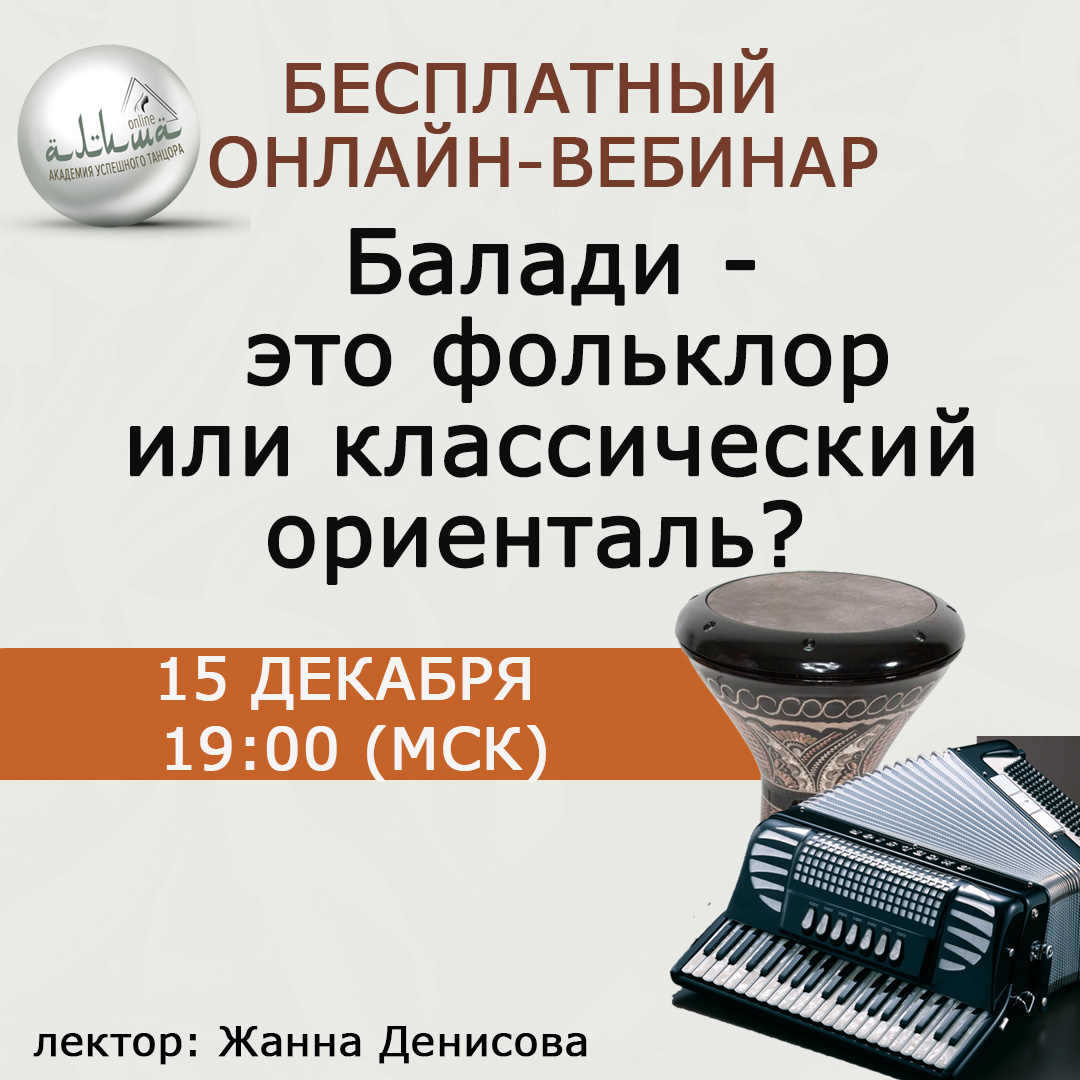 online
алиша
АКАДЕМИЯ УСПЕШНОГО ТАНЦОРА
БЕСПЛАТНЫЙ
ОНЛАЙН-ВЕБИНАР
Балади -
это фольклор
или классический
ориенталь?
15 ДЕКАБРЯ
19:00 (МСК)
лектор: Жанна Денисова